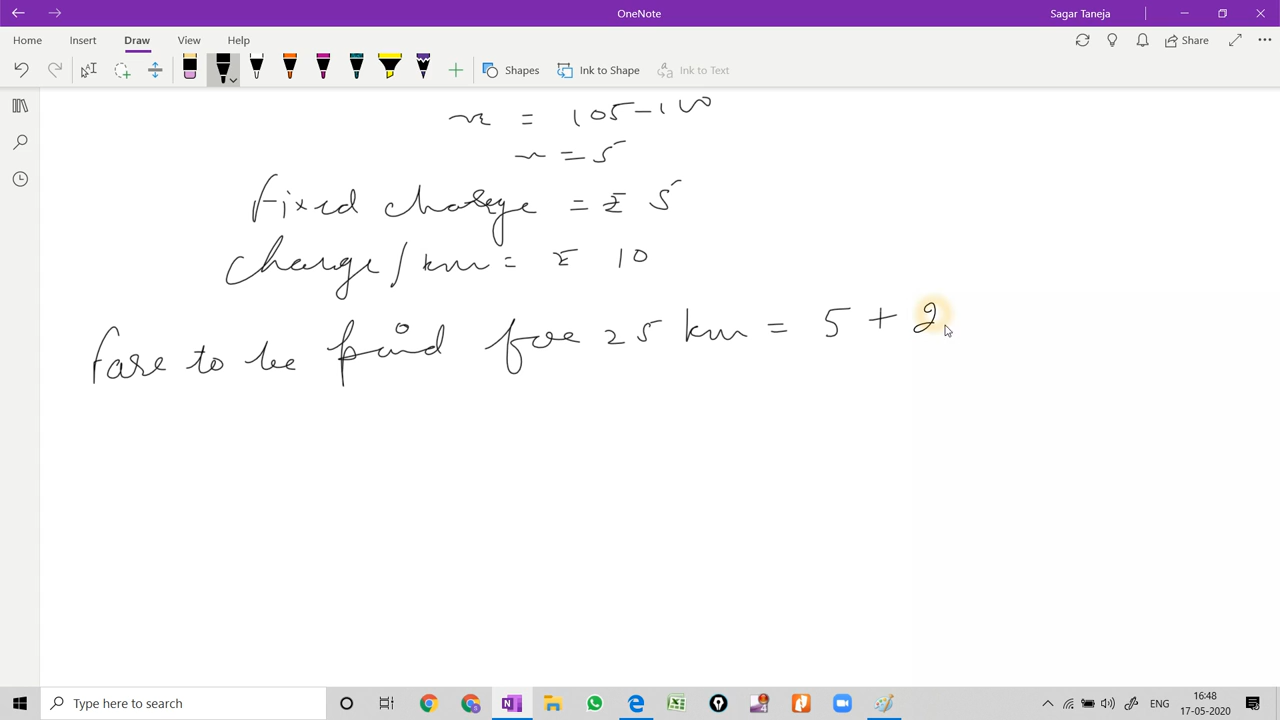 OneNote
Sagar Taneja
Home Insert Draw View Help
Share
Shapes Ink to Shape Ink to Text
x = 105-100
x = 5
Fixed charge = ₹ 5
Charge/km = ₹ 10
Fare to be paid for 25 km = 5 + 2
Type here to search
ENG
16:48
17-05-2020